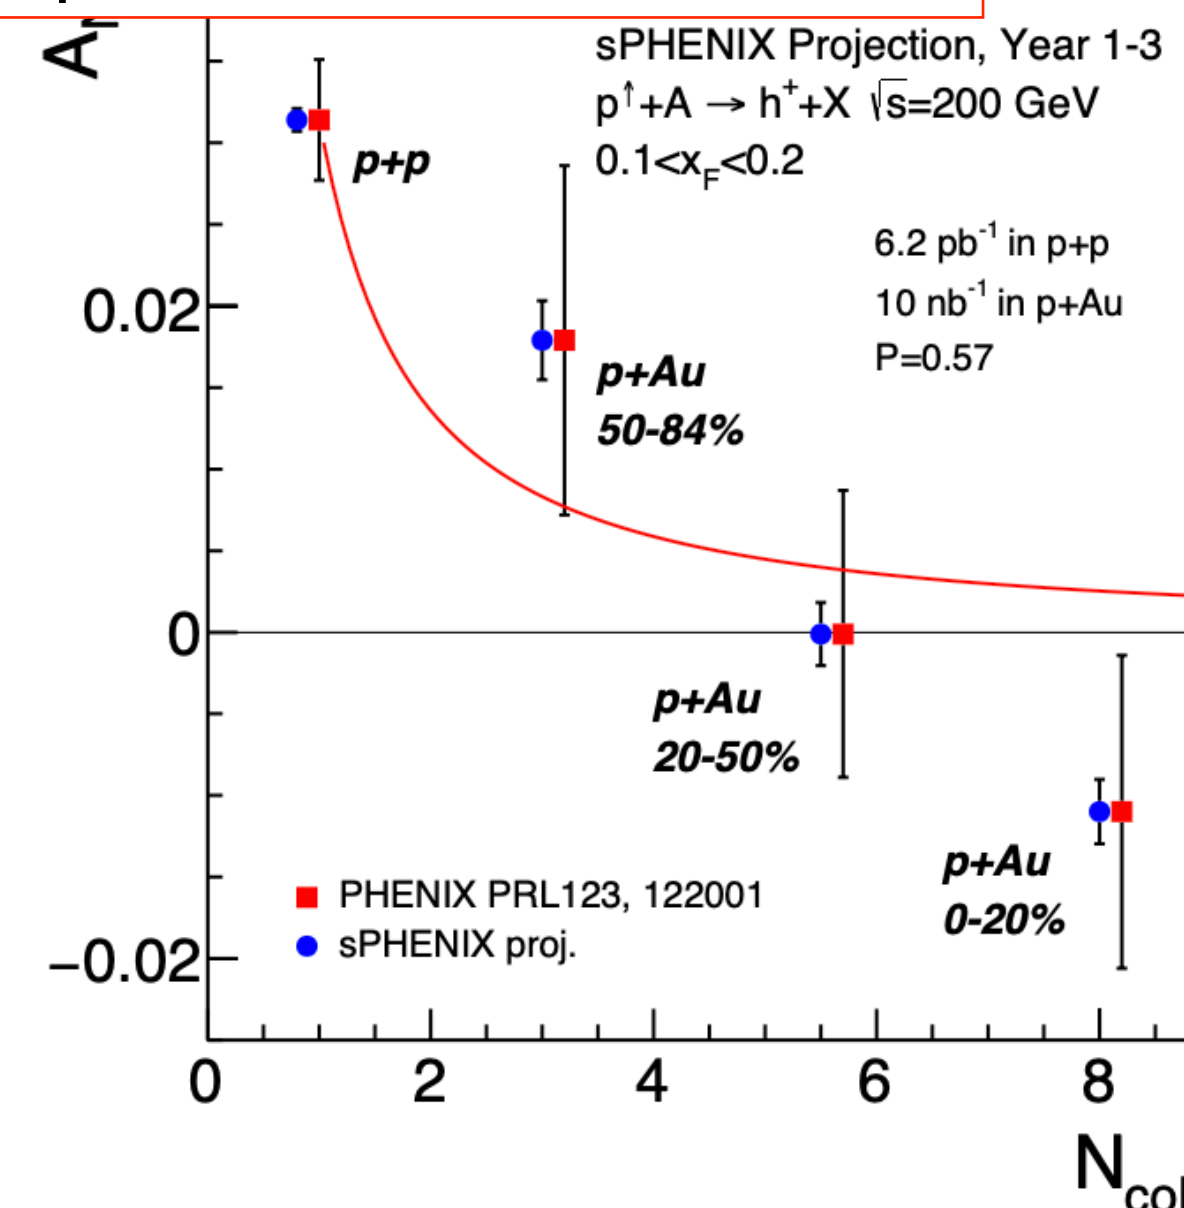 sPHENIX Projection, Year 1-3
p↑+A → h⁺+X √s=200 GeV
0.1<x_F<0.2
p+p
6.2 pb⁻¹ in p+p
10 nb⁻¹ in p+Au
P=0.57
0.02
p+Au
50-84%
0
p+Au
20-50%
p+Au
0-20%
PHENIX PRL123, 122001
sPHENIX proj.
−0.02
0 2 4 6 8